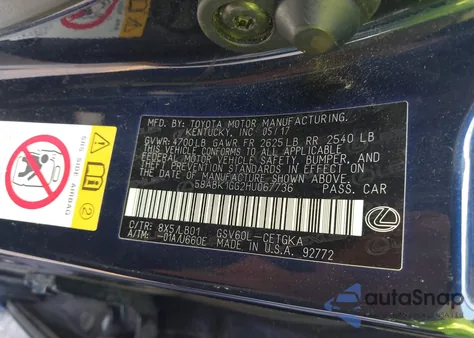 MFD. BY: TOYOTA MOTOR MANUFACTURING.
KENTUCKY, INC 05/17
GVWR 4700LB GAWR FR 2625LB RR 2540 LB
THIS VEHICLE CONFORMS TO ALL APPLICABLE
FEDERAL MOTOR VEHICLE SAFETY, BUMPER, AND
THEFT PREVENTION STANDARDS IN EFFECT ON
THE DATE OF MANUFACTURE SHOWN ABOVE.
58ABK1GG2HU067736 PASS. CAR
C/TR: 8X5/LB01 GSV60L-CETGKA
A/TM: -01A/U660E
MADE IN U.S.A. 92772
2
autoSnap